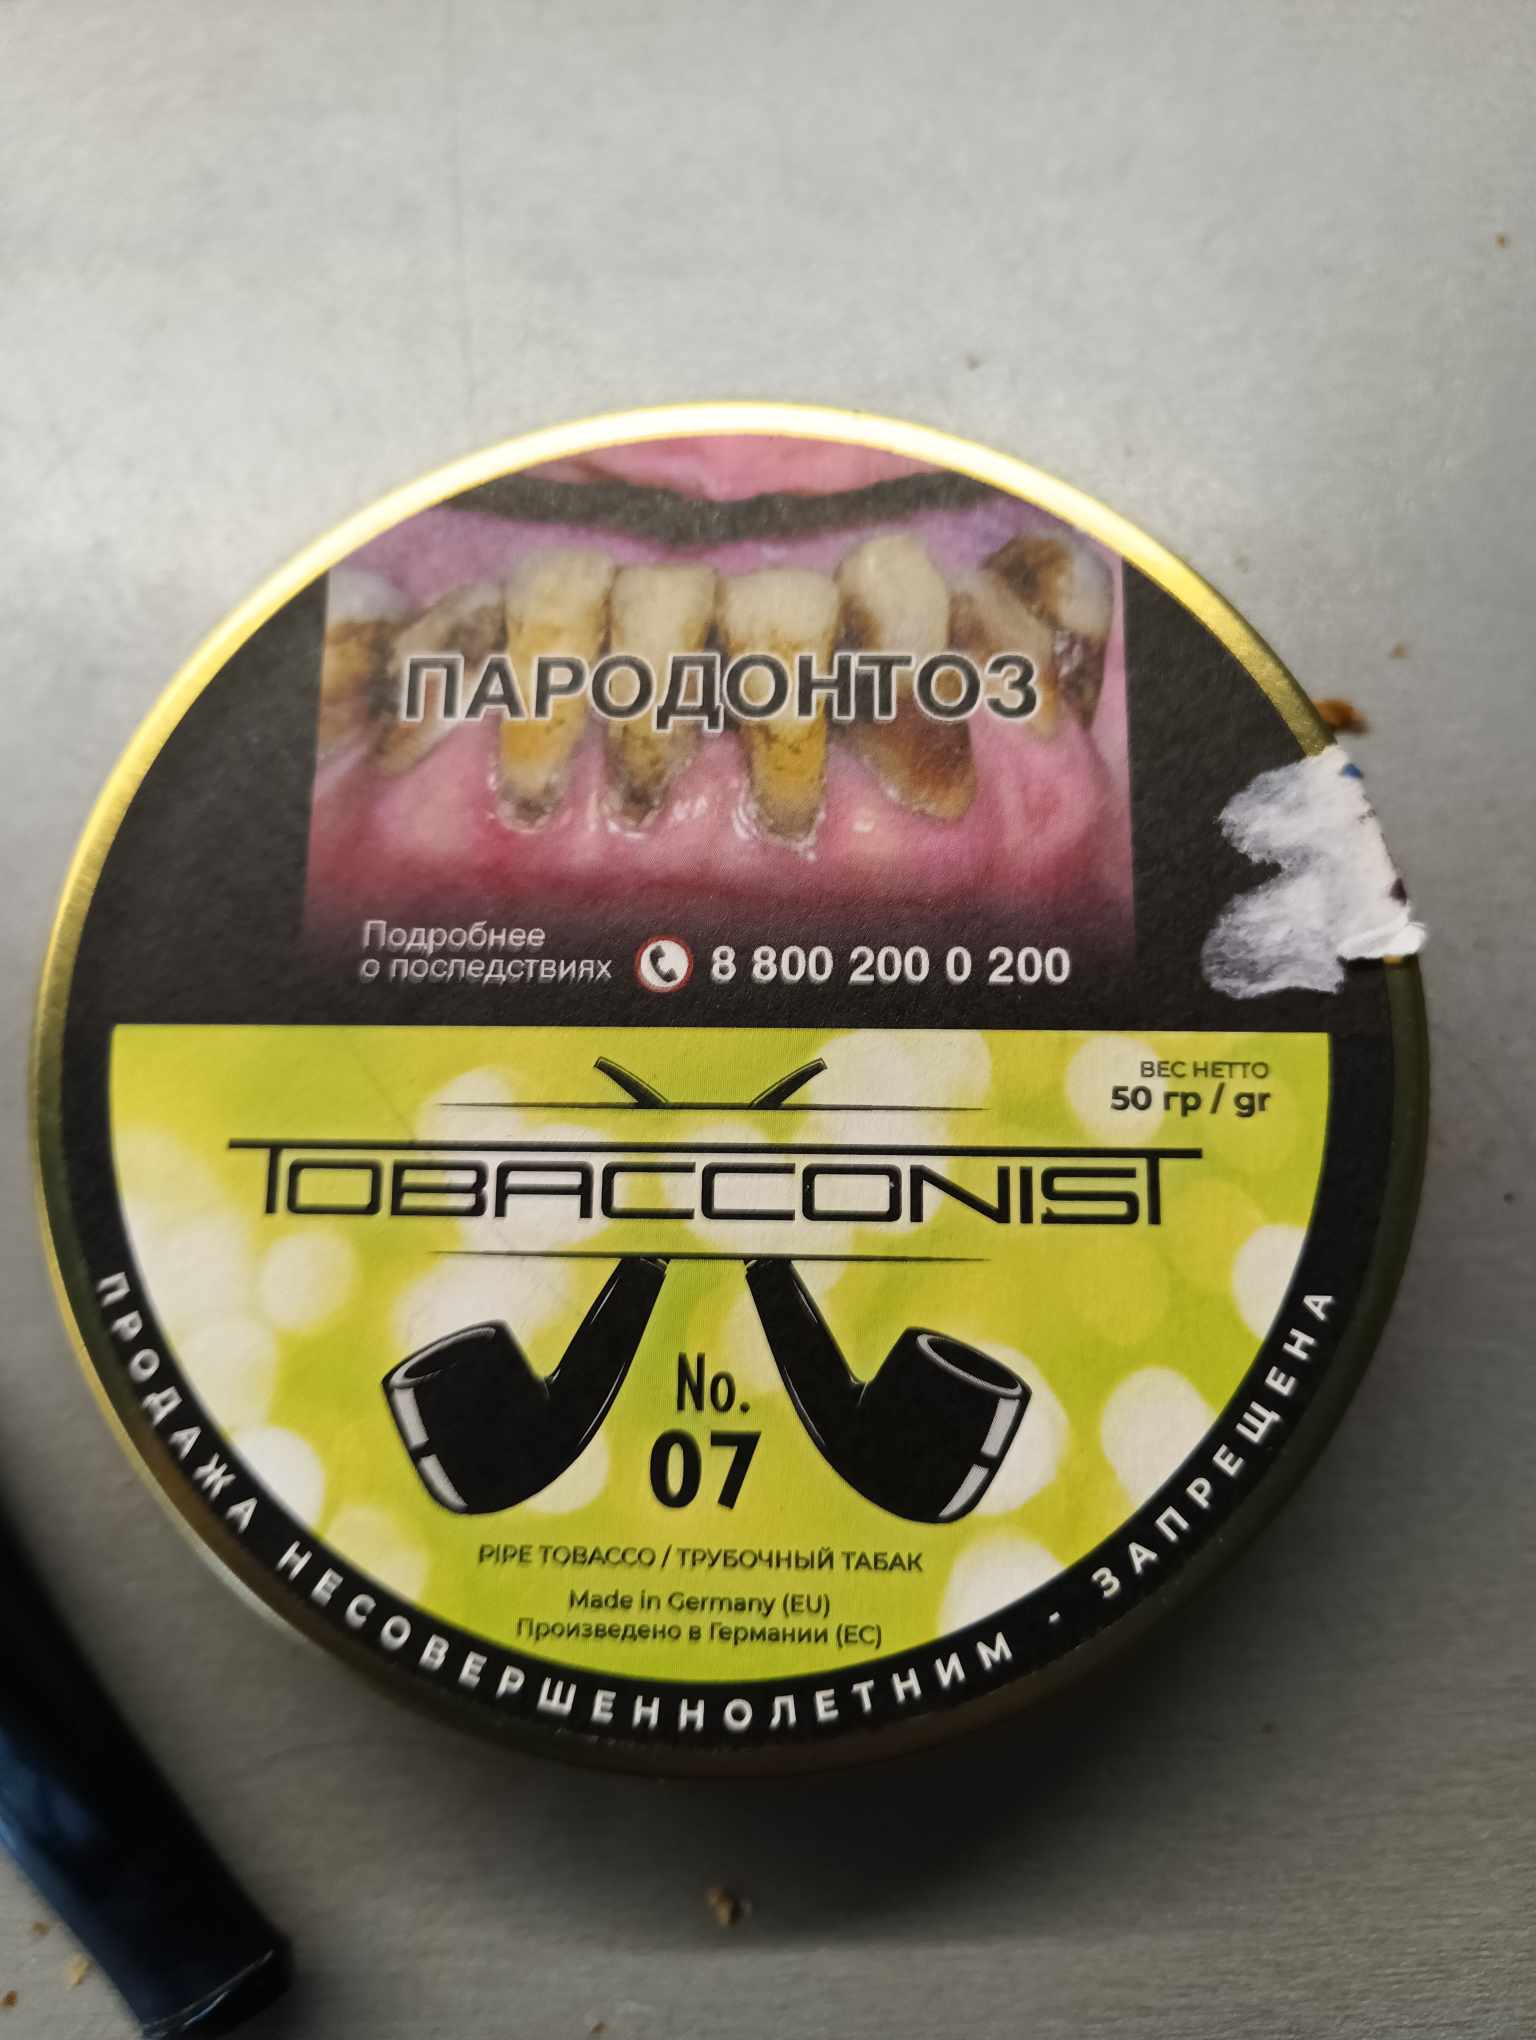 ПАРОДОНТОЗ
Подробнее
о последствиях
8 800 200 0 200
ВЕС НЕТТО
50 гр / gr
TOBACCONIST
No.
07
PIPE TOBACCO / ТРУБОЧНЫЙ ТАБАК
Made in Germany (EU)
Произведено в Германии (ЕС)
ПРОДАЖА НЕСОВЕРШЕННОЛЕТНИМ - ЗАПРЕЩЕНА